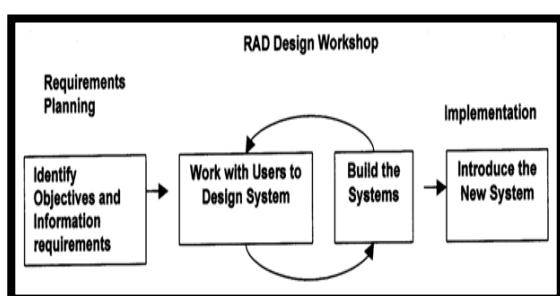 RAD Design Workshop
Requirements
Planning
Implementation
Identify
Objectives and
Information
requirements
Work with Users to
Design System
Build the
Systems
Introduce the
New System